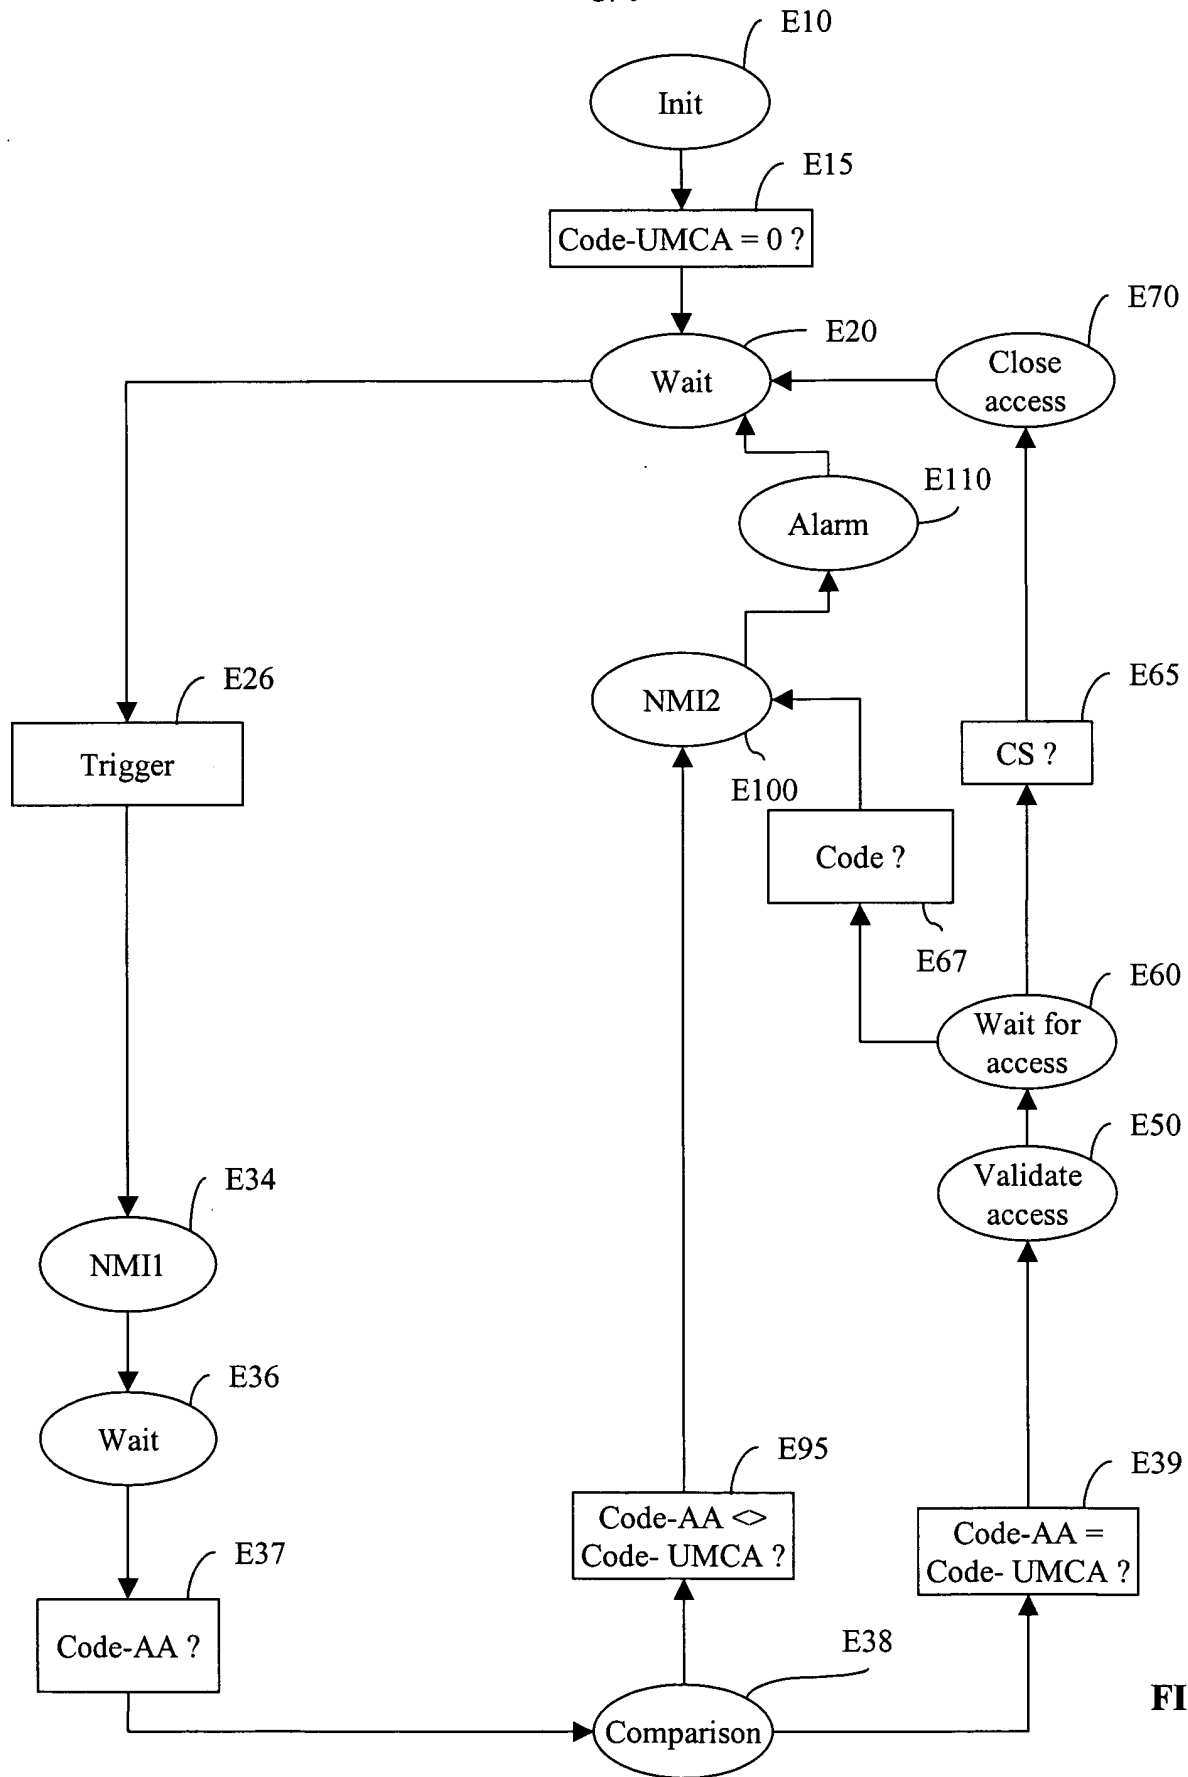 E10
Init
E15
Code-UMCA = 0 ?
E70
E20
Close
access
Wait
E110
Alarm
E26
E65
NMI2
Trigger
CS ?
E100
Code ?
E67
E60
Wait for
access
E50
Validate
access
E34
NMI1
E36
Wait
E95
E39
Code-AA <>
Code- UMCA ?
Code-AA =
Code- UMCA ?
E37
Code-AA ?
E38
Comparison
FI